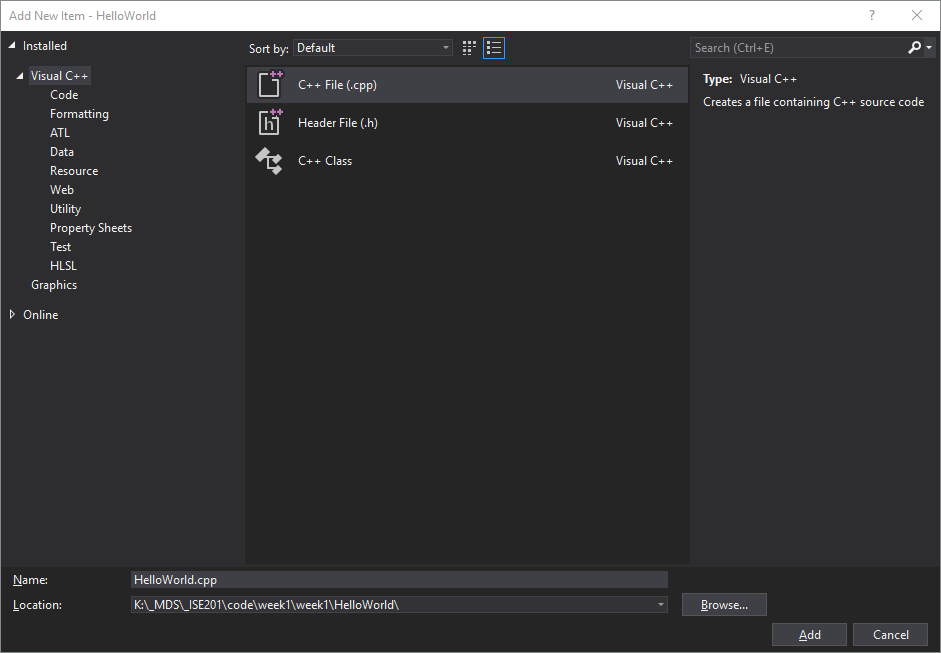 Add New Item - HelloWorld
?
Installed
Visual C++
Code
Formatting
ATL
Data
Resource
Web
Utility
Property Sheets
Test
HLSL
Graphics
Online
Sort by: Default
C++ File (.cpp) Visual C++
Header File (.h) Visual C++
C++ Class Visual C++
Search (Ctrl+E)
Type: Visual C++
Creates a file containing C++ source code
Name: HelloWorld.cpp
Location: K:\_MDS\_ISE201\code\week1\week1\HelloWorld\
Browse...
Add Cancel